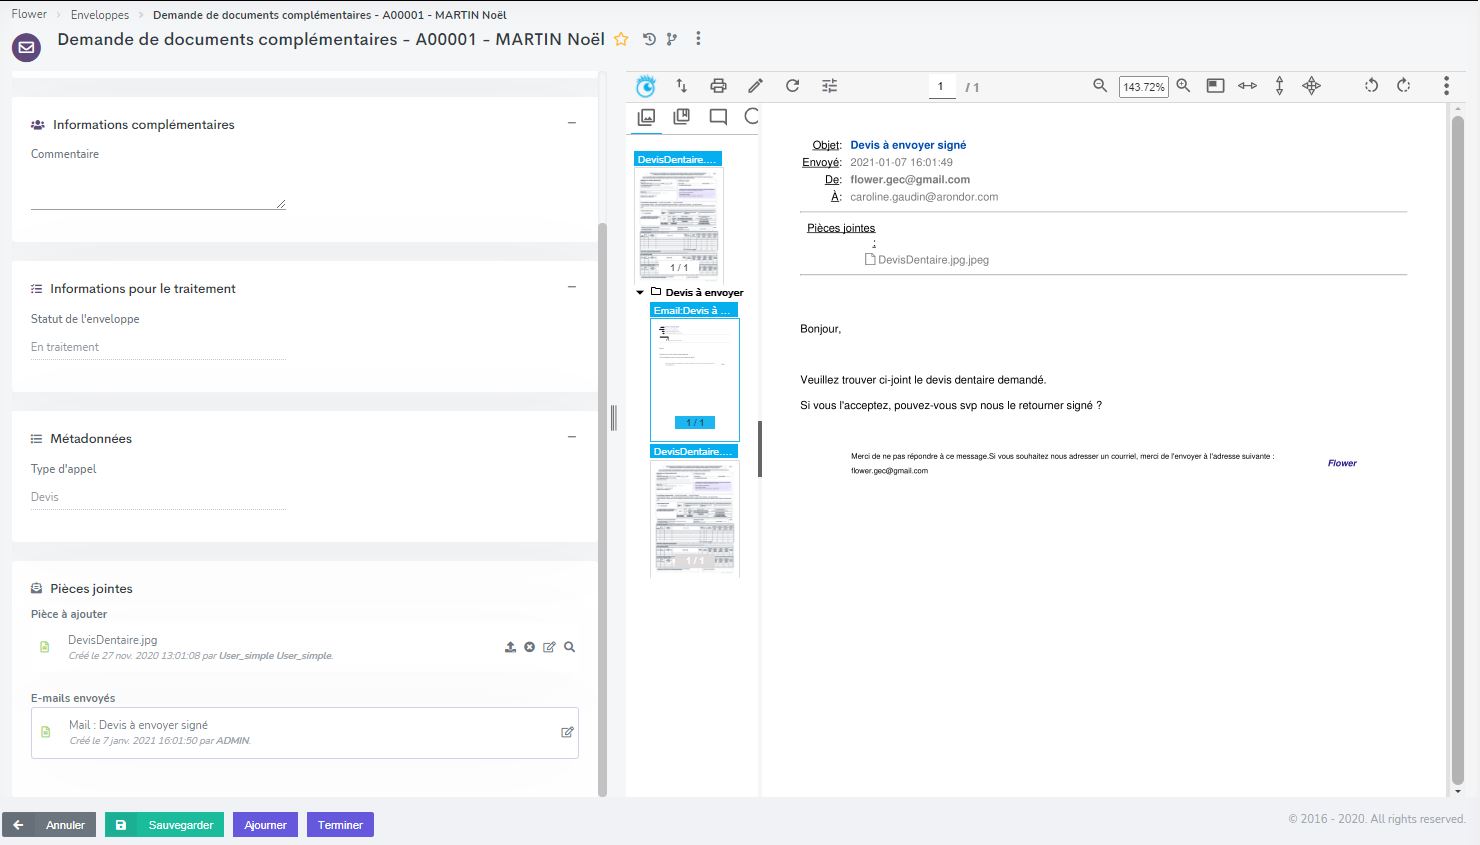 Flower > Enveloppes > Demande de documents complémentaires - A00001 - MARTIN Noël
Demande de documents complémentaires - A00001 - MARTIN Noël
Informations complémentaires
Commentaire
Informations pour le traitement
Statut de l'enveloppe
En traitement
Métadonnées
Type d'appel
Devis
Pièces jointes
Pièce à ajouter
DevisDentaire.jpg
Créé le 27 nov. 2020 13:01:08 par User_simple User_simple.
E-mails envoyés
Mail : Devis à envoyer signé
Créé le 7 janv. 2021 16:01:50 par ADMIN.
Annuler
Sauvegarder
Ajourner
Terminer
1 / 1
143.72%
DevisDentaire....
1 / 1
Devis à envoyer
Email:Devis à ...
1 / 1
DevisDentaire....
1 / 1
Objet: Devis à envoyer signé
Envoyé: 2021-01-07 16:01:49
De: flower.gec@gmail.com
À: caroline.gaudin@arondor.com
Pièces jointes
:
DevisDentaire.jpg.jpeg
Bonjour,
Veuillez trouver ci-joint le devis dentaire demandé.
Si vous l'acceptez, pouvez-vous svp nous le retourner signé ?
Merci de ne pas répondre à ce message.Si vous souhaitez nous adresser un courriel, merci de l'envoyer à l'adresse suivante :
flower.gec@gmail.com
Flower
© 2016 - 2020. All rights reserved.